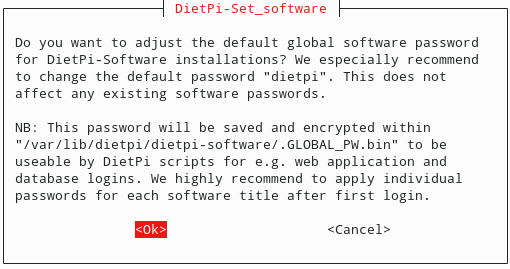 DietPi-Set_software
Do you want to adjust the default global software password
for DietPi-Software installations? We especially recommend
to change the default password "dietpi". This does not
affect any existing software passwords.
NB: This password will be saved and encrypted within
"/var/lib/dietpi/dietpi-software/.GLOBAL_PW.bin" to be
useable by DietPi scripts for e.g. web application and
database logins. We highly recommend to apply individual
passwords for each software title after first login.
<Ok> <Cancel>